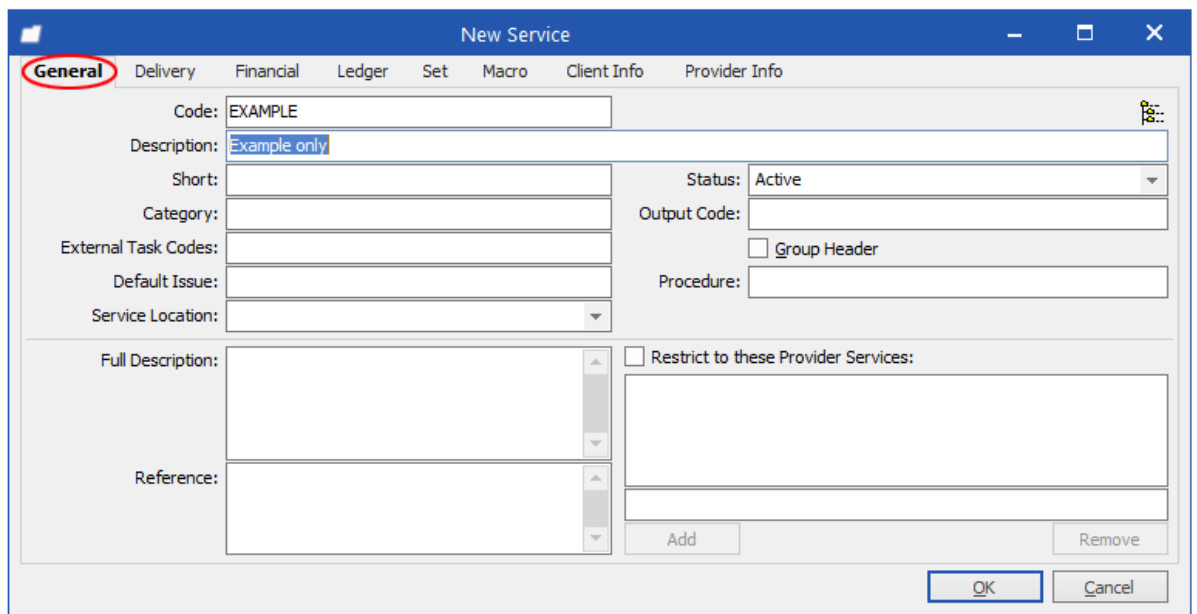 New Service
General Delivery Financial Ledger Set Macro Client Info Provider Info
Code: EXAMPLE
Description: Example only
Short: Status: Active
Category: Output Code:
External Task Codes: Group Header
Default Issue: Procedure:
Service Location:
Full Description: Restrict to these Provider Services:
Reference:
Add Remove
OK Cancel